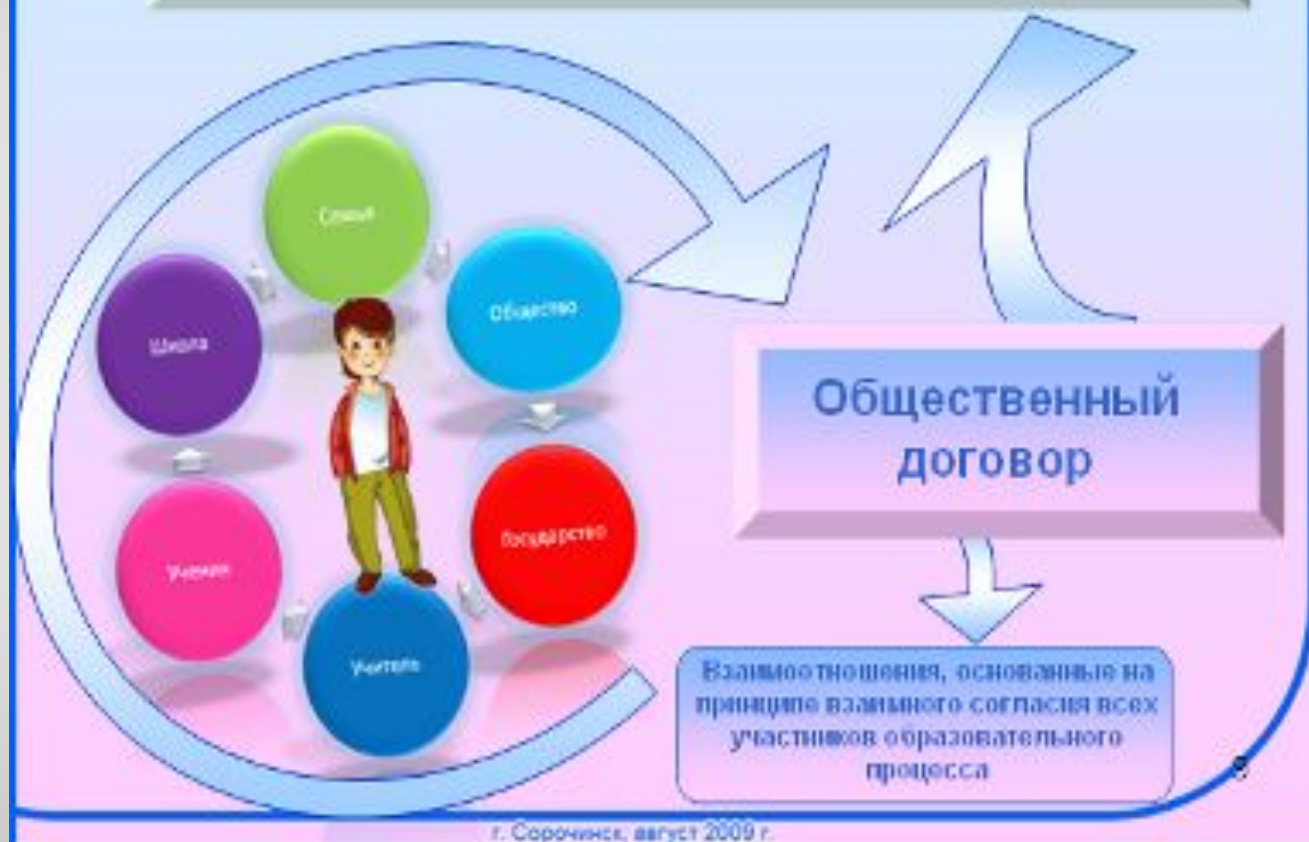 Семья
Общество
Школа
Государство
Ученик
Учитель
Общественный
договор
Взаимоотношения, основанные на
принципе взаимного согласия всех
участников образовательного
процесса
г. Сорочинск, август 2009 г.